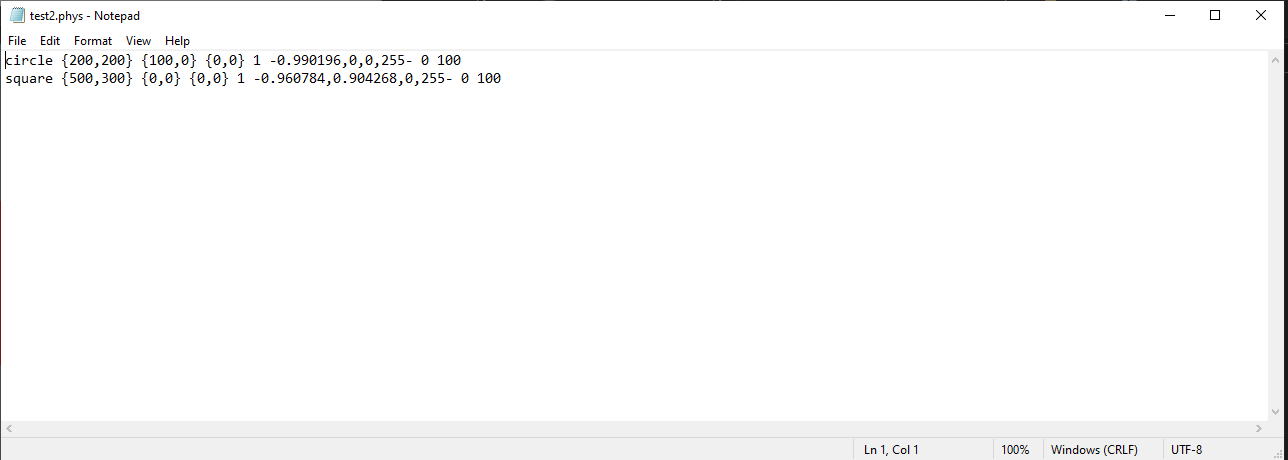 test2.phys - Notepad
File Edit Format View Help
circle {200,200} {100,0} {0,0} 1 -0.990196,0,0,255- 0 100
square {500,300} {0,0} {0,0} 1 -0.960784,0.904268,0,255- 0 100
Ln 1, Col 1 100% Windows (CRLF) UTF-8